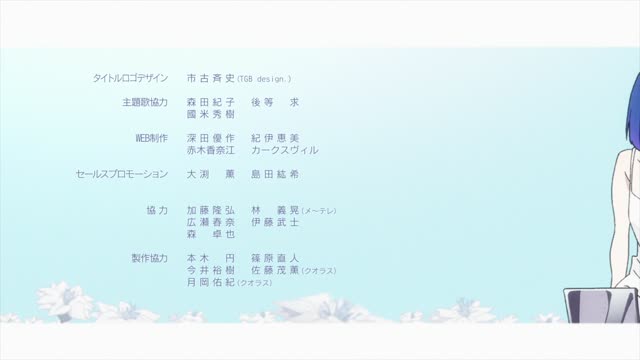 タイトルロゴデザイン 市古斉史(TGB design.)
主題歌協力 森田紀子 後等 求
國米秀樹
WEB制作 深田優作 紀伊恵美
赤木香奈江 カークスヴィル
セールスプロモーション 大渕 薫 島田紘希
協力 加藤隆弘 林 義晃(メ〜テレ)
広瀬春奈 伊藤武士
森 卓也
製作協力 本木 円 篠原直人
今井裕樹 佐藤茂薫(クオラス)
月岡佑紀(クオラス)